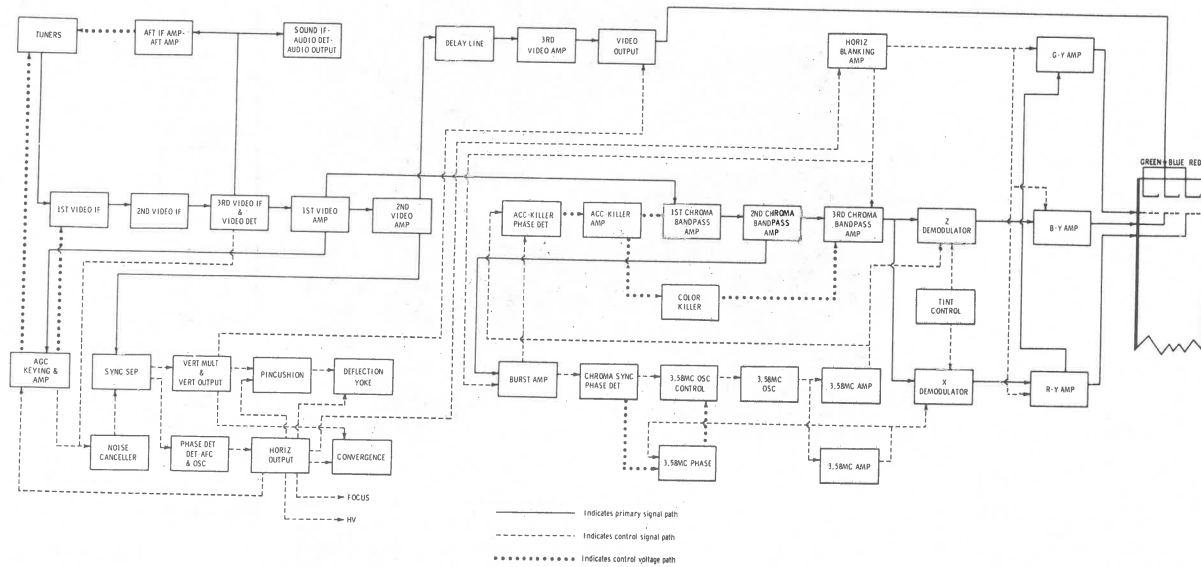 TUNERS
AFT IF AMP-
AFT AMP
SOUND IF-
AUDIO DET-
AUDIO OUTPUT
DELAY LINE
3RD
VIDEO AMP
VIDEO
OUTPUT
HORIZ
BLANKING
AMP
G-Y AMP
GREEN BLUE RED
1ST VIDEO IF
2ND VIDEO IF
3RD VIDEO IF
&
VIDEO DET
1ST VIDEO
AMP
2ND
VIDEO AMP
ACC-KILLER
PHASE DET
ACC-KILLER
AMP
1ST CHROMA
BANDPASS
AMP
2ND CHROMA
BANDPASS
AMP
3RD CHROMA
BANDPASS
AMP
Z
DEMODULATOR
B-Y AMP
COLOR
KILLER
TINT
CONTROL
AGC
KEYING &
AMP
SYNC SEP
VERT MULT
&
VERT OUTPUT
PINCUSHION
DEFLECTION
YOKE
BURST AMP
CHROMA SYNC
PHASE DET
3.58MC OSC
CONTROL
3.58MC
OSC
3.58MC AMP
X
DEMODULATOR
R-Y AMP
NOISE
CANCELLER
PHASE DET
DET-AFC
& OSC
HORIZ
OUTPUT
CONVERGENCE
3.58MC PHASE
3.58MC AMP
FOCUS
HV
Indicates primary signal path
Indicates control signal path
Indicates control voltage path